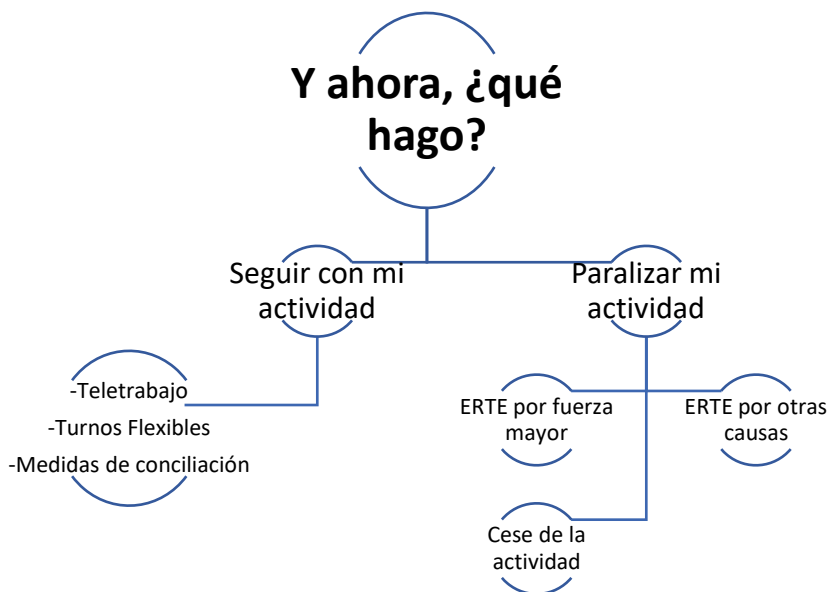 Y ahora, ¿qué
hago?
Seguir con mi
actividad
Paralizar mi
actividad
-Teletrabajo
-Turnos Flexibles
-Medidas de conciliación
ERTE por fuerza
mayor
ERTE por otras
causas
Cese de la
actividad